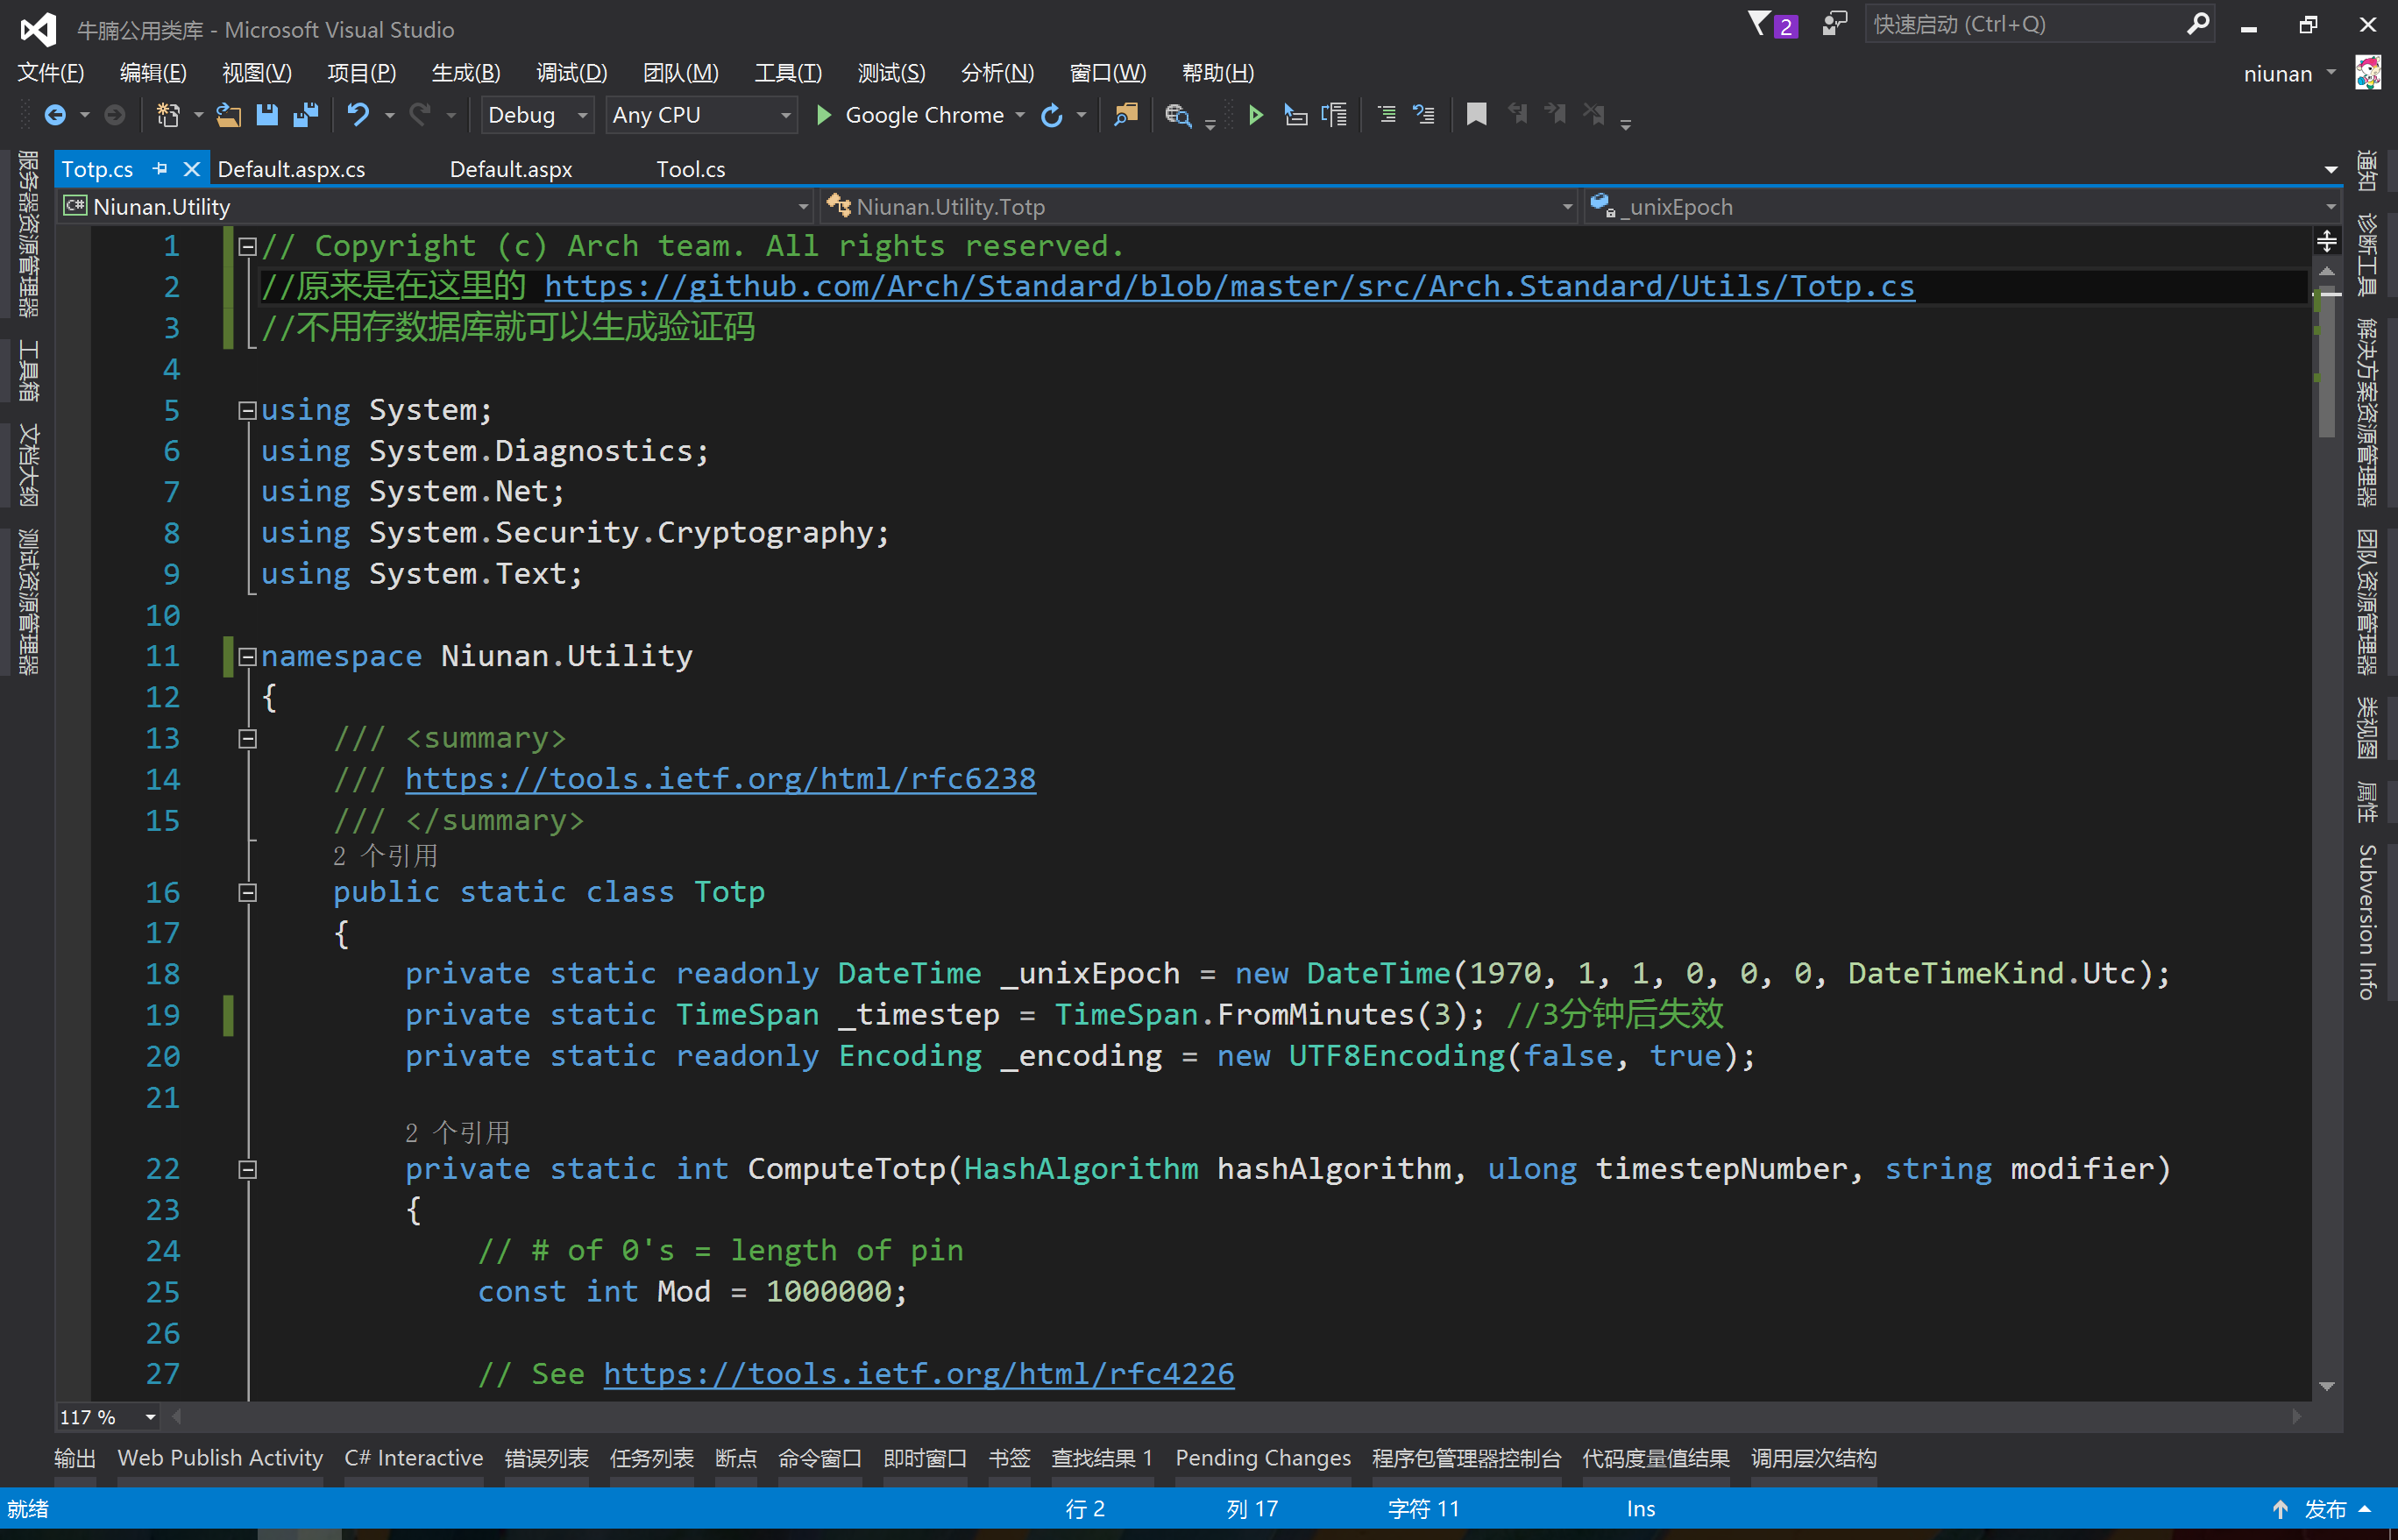 牛腩公用类库 - Microsoft Visual Studio
2
快速启动 (Ctrl+Q)
文件(F) 编辑(E) 视图(V) 项目(P) 生成(B) 调试(D) 团队(M) 工具(T) 测试(S) 分析(N) 窗口(W) 帮助(H)
niunan
Debug Any CPU Google Chrome
Totp.cs Default.aspx.cs Default.aspx Tool.cs
C# Niunan.Utility Niunan.Utility.Totp _unixEpoch
服务器资源管理器
工具箱
文档大纲
测试资源管理器
1 // Copyright (c) Arch team. All rights reserved.
2 //原来是在这里的 https://github.com/Arch/Standard/blob/master/src/Arch.Standard/Utils/Totp.cs
3 //不用存数据库就可以生成验证码
4
5 using System;
6 using System.Diagnostics;
7 using System.Net;
8 using System.Security.Cryptography;
9 using System.Text;
10
11 namespace Niunan.Utility
12 {
13 /// <summary>
14 /// https://tools.ietf.org/html/rfc6238
15 /// </summary>
2 个引用
16 public static class Totp
17 {
18 private static readonly DateTime _unixEpoch = new DateTime(1970, 1, 1, 0, 0, 0, DateTimeKind.Utc);
19 private static TimeSpan _timestep = TimeSpan.FromMinutes(3); //3分钟后失效
20 private static readonly Encoding _encoding = new UTF8Encoding(false, true);
21
2 个引用
22 private static int ComputeTotp(HashAlgorithm hashAlgorithm, ulong timestepNumber, string modifier)
23 {
24 // # of 0's = length of pin
25 const int Mod = 1000000;
26
27 // See https://tools.ietf.org/html/rfc4226
通知
诊断工具
解决方案资源管理器
团队资源管理器
类视图
属性
Subversion Info
117 %
输出 Web Publish Activity C# Interactive 错误列表 任务列表 断点 命令窗口 即时窗口 书签 查找结果 1 Pending Changes 程序包管理器控制台 代码度量值结果 调用层次结构
就绪 行 2 列 17 字符 11 Ins 发布